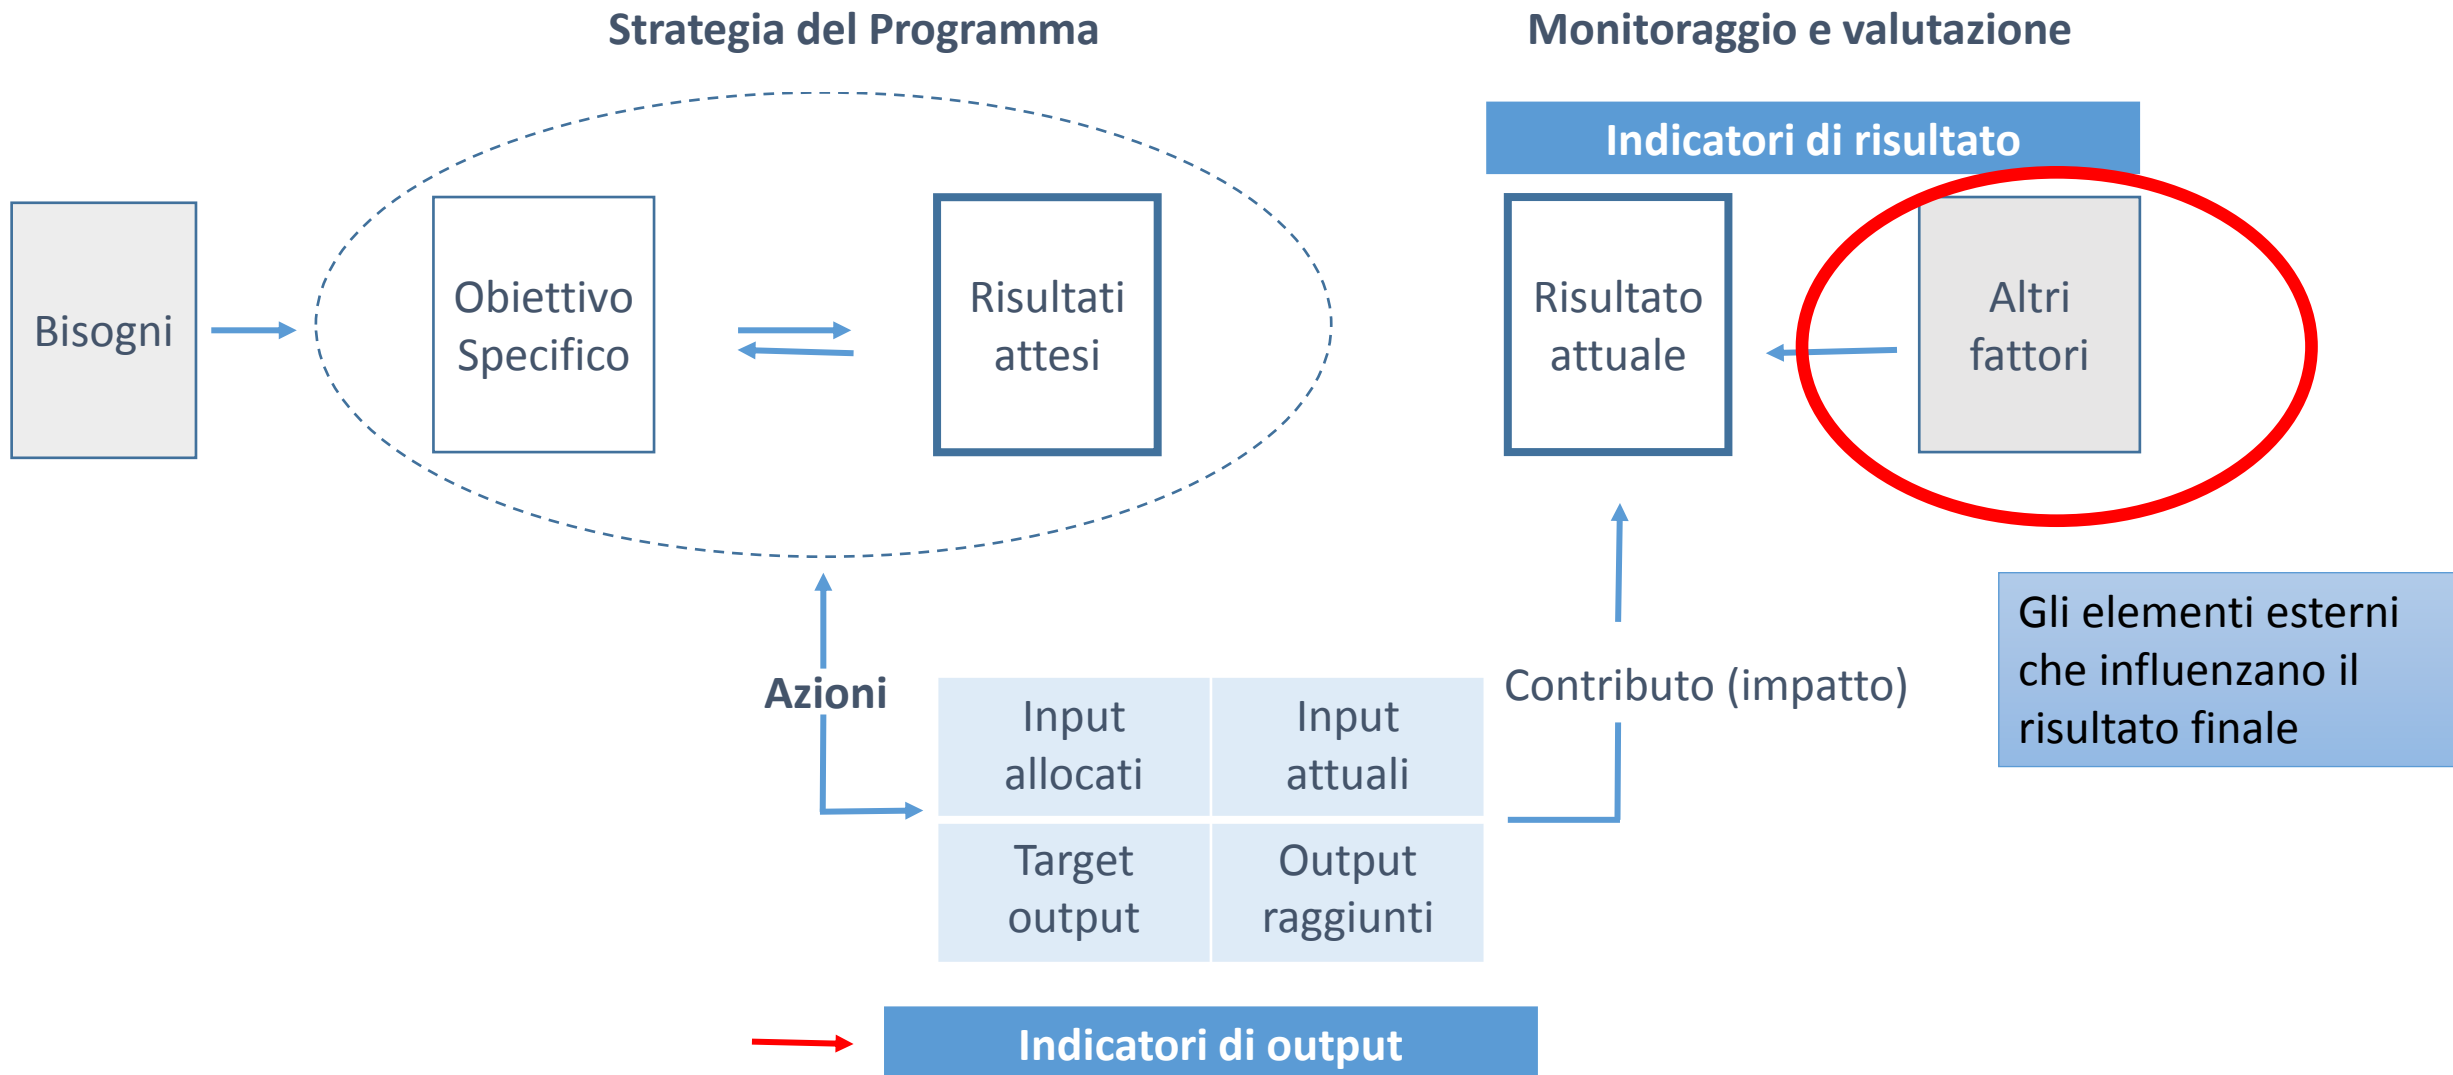 Strategia del Programma
Monitoraggio e valutazione
Indicatori di risultato
Bisogni
Obiettivo
Specifico
Risultati
attesi
Risultato
attuale
Altri
fattori
Gli elementi esterni
che influenzano il
risultato finale
Azioni
Input
allocati
Input
attuali
Target
output
Output
raggiunti
Contributo (impatto)
Indicatori di output